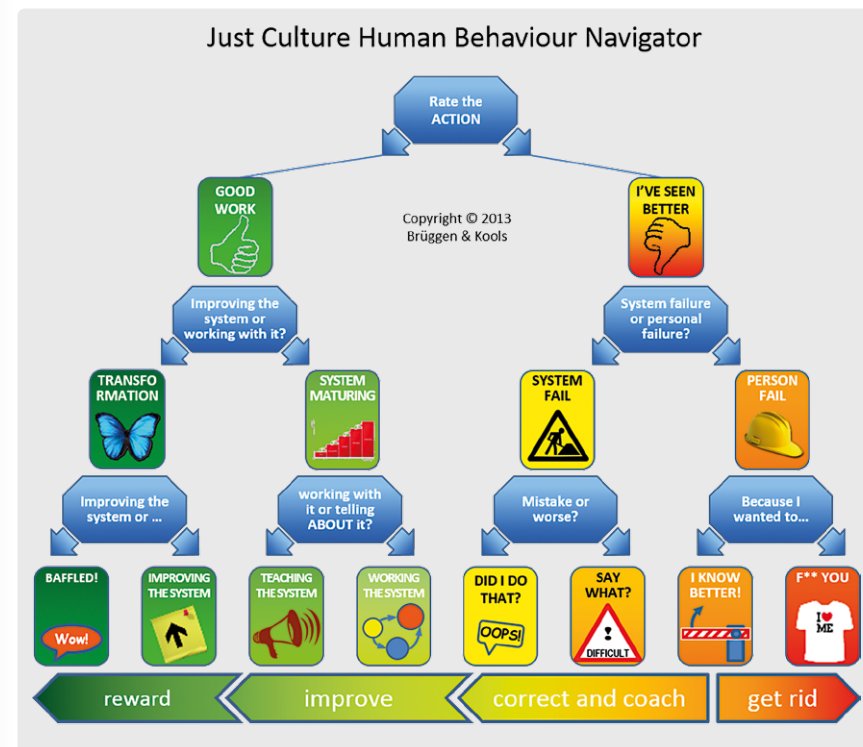 Just Culture Human Behaviour Navigator
Rate the
ACTION
GOOD
WORK
I'VE SEEN
BETTER
Copyright © 2013
Brüggen & Kools
Improving the
system or
working with it?
System failure
or personal
failure?
TRANSFO
RMATION
SYSTEM
MATURING
SYSTEM
FAIL
PERSON
FAIL
Improving the
system or ...
working with
it or telling
ABOUT it?
Mistake or
worse?
Because I
wanted to...
BAFFLED!
Wow!
IMPROVING
THE SYSTEM
TEACHING
THE SYSTEM
WORKING
THE SYSTEM
DID I DO
THAT?
OOPS!
SAY
WHAT?
!
DIFFICULT
I KNOW
BETTER!
F** YOU
I ♥
ME
reward
improve
correct and coach
get rid